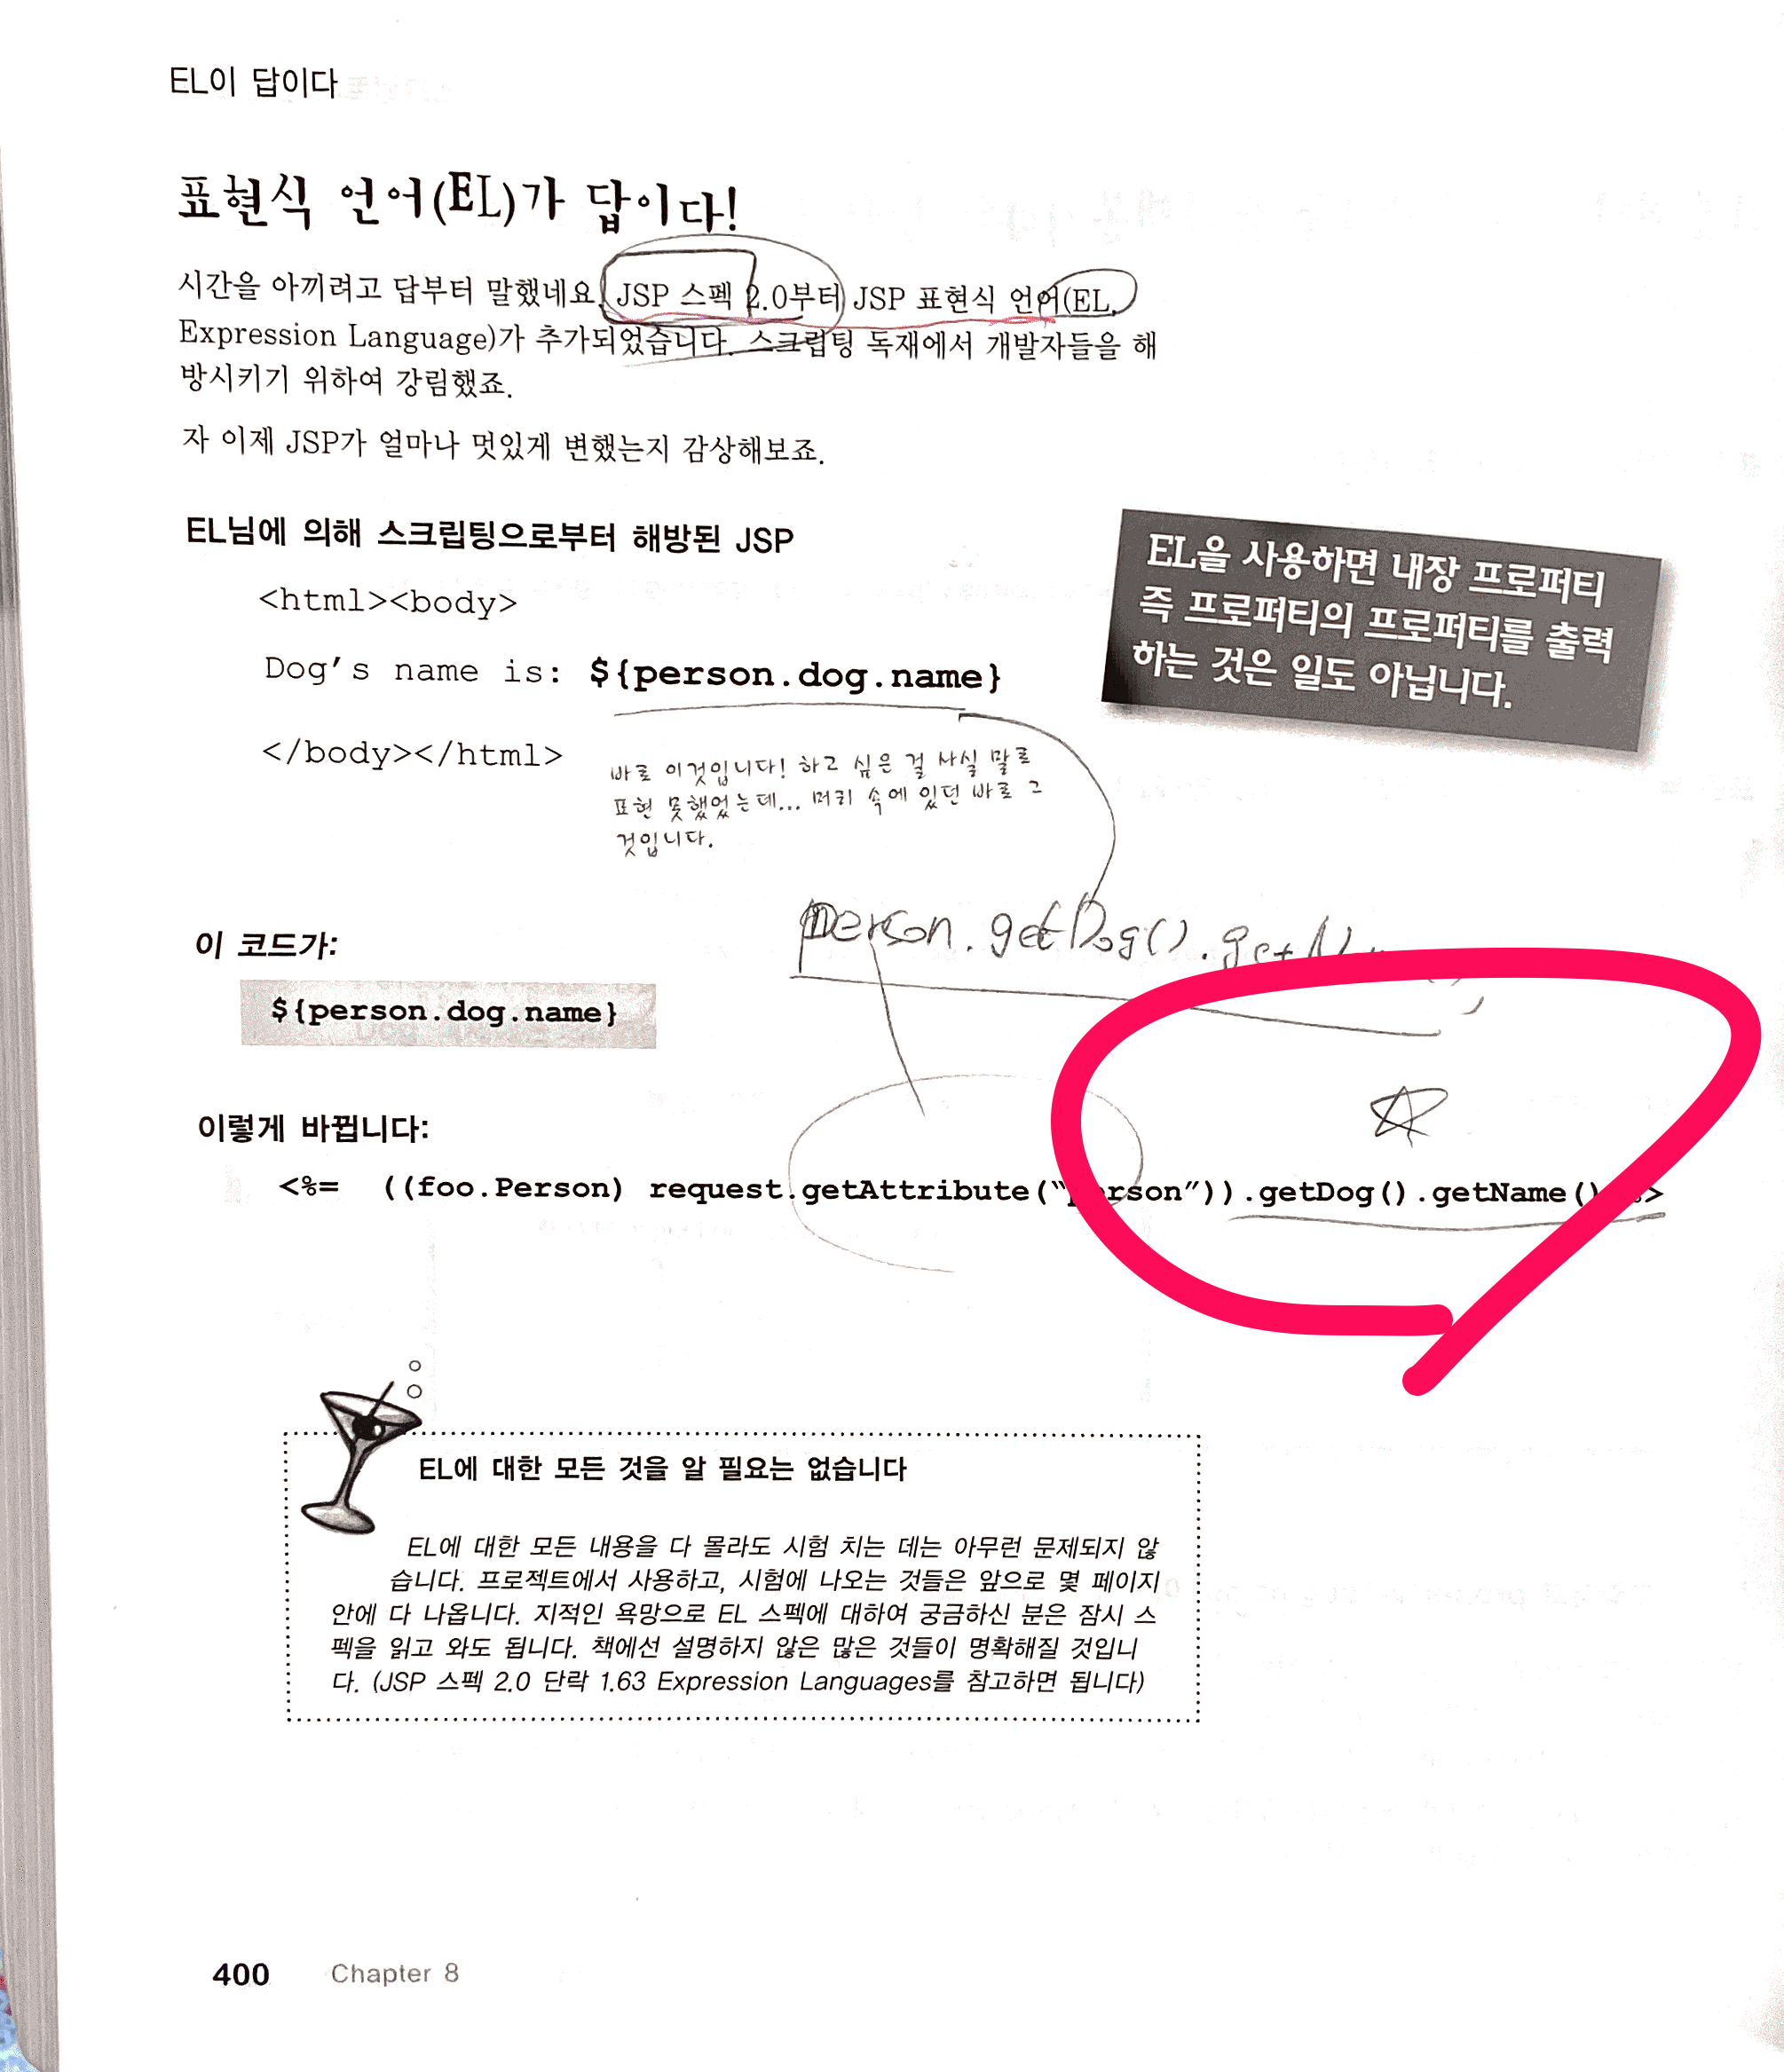 EL이 답이다
표현식 언어(EL)가 답이다!
시간을 아끼려고 답부터 말했네요. JSP 스펙 2.0부터 JSP 표현식 언어(EL,
Expression Language)가 추가되었습니다. 스크립팅 독재에서 개발자들을 해
방시키기 위하여 강림했죠.
자 이제 JSP가 얼마나 멋있게 변했는지 감상해보죠.
EL님에 의해 스크립팅으로부터 해방된 JSP
<html><body>
Dog's name is: ${person.dog.name}
</body></html>
EL을 사용하면 내장 프로퍼티
즉 프로퍼티의 프로퍼티를 출력
하는 것은 일도 아닙니다.
바로 이것입니다! 하고 싶은 걸 사실 말로
표현 못했었는데... 머리 속에 있던 바로 그
것입니다.
person.getDog().
이 코드가:
${person.dog.name}
이렇게 바뀝니다:
<%= ((foo.Person) request.getAttribute(“person”)).getDog().getName() %>
EL에 대한 모든 것을 알 필요는 없습니다
EL에 대한 모든 내용을 다 몰라도 시험 치는 데는 아무런 문제되지 않
습니다. 프로젝트에서 사용하고, 시험에 나오는 것들은 앞으로 몇 페이지
안에 다 나옵니다. 지적인 욕망으로 EL 스펙에 대하여 궁금하신 분은 잠시 스
펙을 읽고 와도 됩니다. 책에선 설명하지 않은 많은 것들이 명확해질 것입니
다. (JSP 스펙 2.0 단락 1.63 Expression Languages를 참고하면 됩니다)
400 Chapter 8